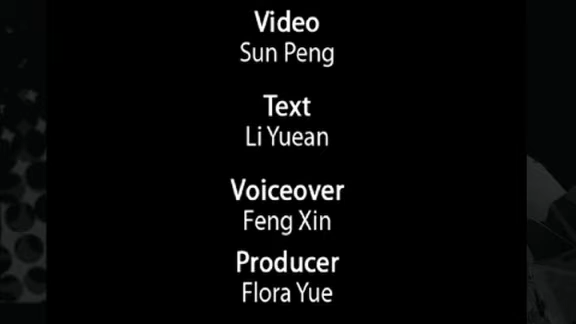 Video
Sun Peng
Text
Li Yuean
Voiceover
Feng Xin
Producer
Flora Yue